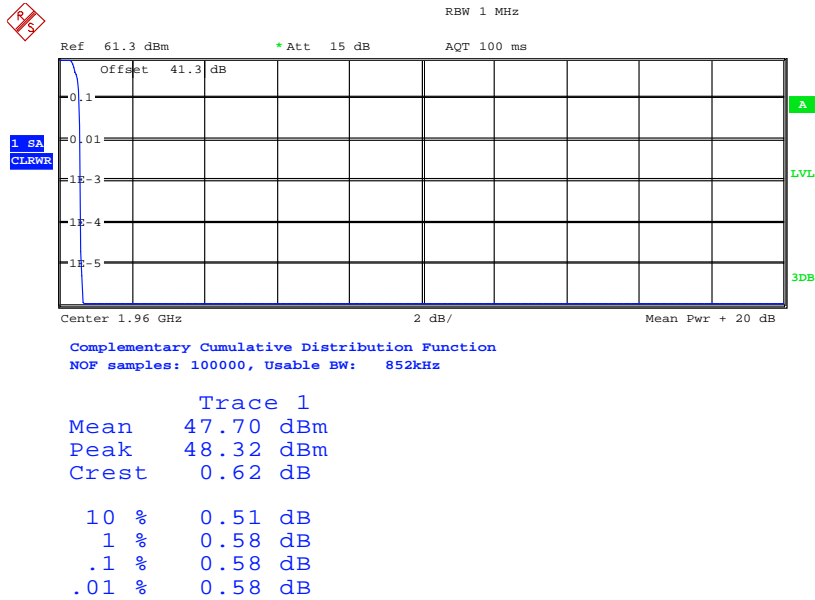 R S
RBW 1 MHz
Ref 61.3 dBm * Att 15 dB AQT 100 ms
Offset 41.3 dB
0.1
A
0.01
1 SA
CLRWR
1E-3
LVL
1E-4
1E-5
3DB
Center 1.96 GHz 2 dB/ Mean Pwr + 20 dB
Complementary Cumulative Distribution Function
NOF samples: 100000, Usable BW: 852kHz
Trace 1
Mean 47.70 dBm
Peak 48.32 dBm
Crest 0.62 dB
10 % 0.51 dB
1 % 0.58 dB
.1 % 0.58 dB
.01 % 0.58 dB